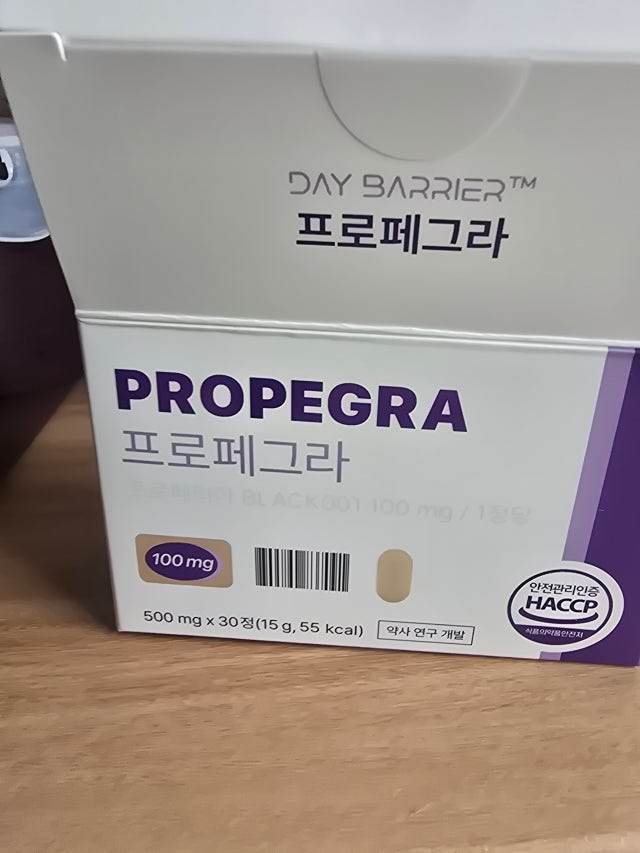 DAY BARRIER™
프로페그라
PROPEGRA
프로페그라
BLACK001 100 mg / 1정당
100 mg
500 mg x 30정(15 g, 55 kcal)
약사 연구 개발
안전관리인증
HACCP
식품의약품안전처